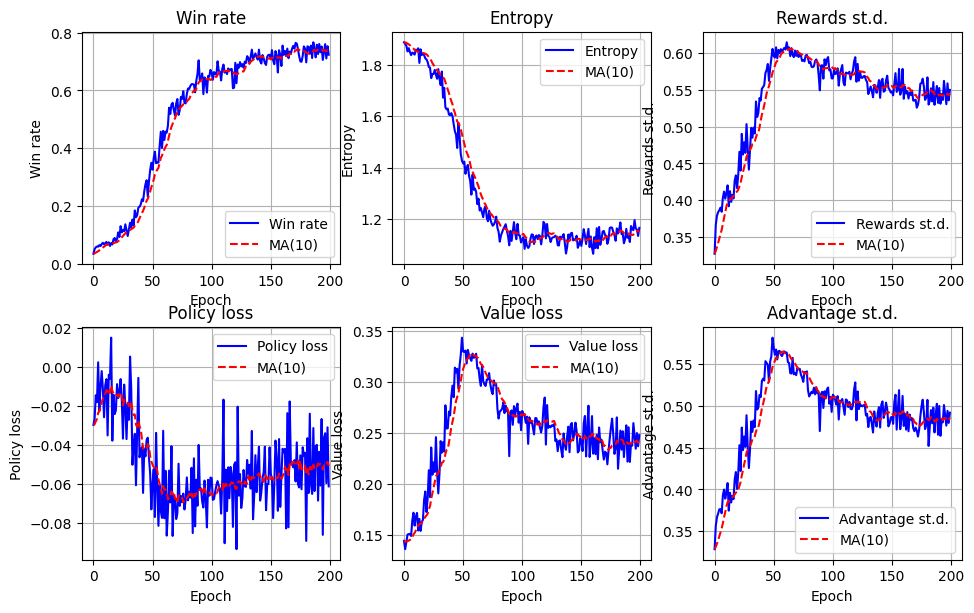 Win rate
Entropy
Rewards st.d.
0.8
0.6
0.4
0.2
0.0
Win rate
Win rate
MA(10)
0
50
100
150
200
Epoch
1.8
1.6
1.4
1.2
Entropy
Entropy
MA(10)
0
50
100
150
200
Epoch
0.60
0.55
0.50
0.45
0.40
0.35
Rewards st.d.
Rewards st.d.
MA(10)
0
50
100
150
200
Epoch
Policy loss
Value loss
Advantage st.d.
0.02
0.00
−0.02
−0.04
−0.06
−0.08
Policy loss
Policy loss
MA(10)
0
50
100
150
200
Epoch
0.35
0.30
0.25
0.20
0.15
Value loss
Value loss
MA(10)
0
50
100
150
200
Epoch
0.55
0.50
0.45
0.40
0.35
Advantage st.d.
Advantage st.d.
MA(10)
0
50
100
150
200
Epoch